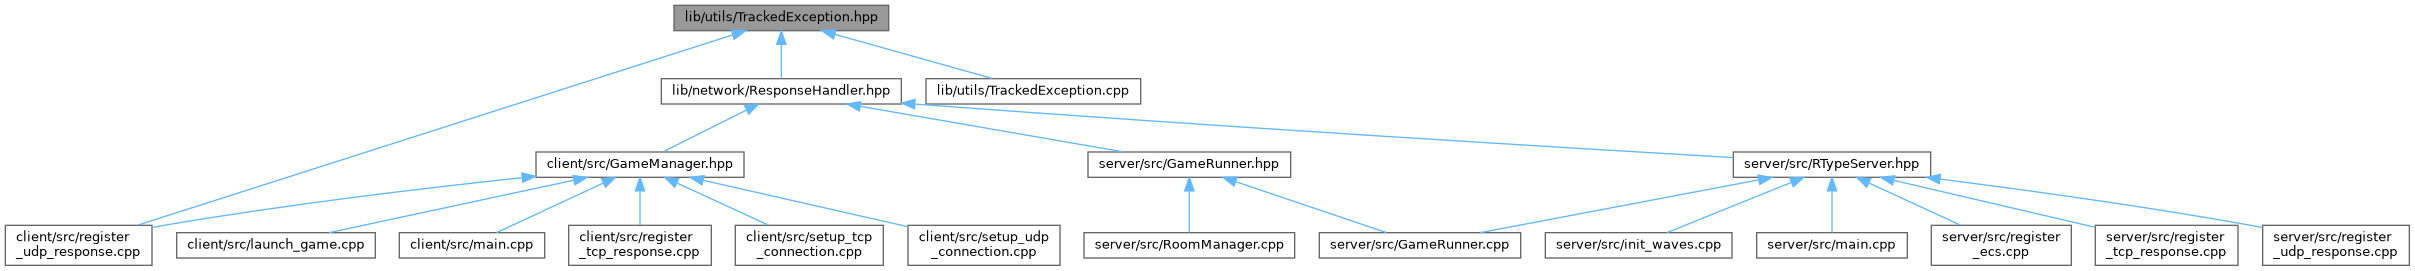 lib/utils/TrackedException.hpp
lib/network/ResponseHandler.hpp
lib/utils/TrackedException.cpp
client/src/GameManager.hpp
server/src/GameRunner.hpp
server/src/RTypeServer.hpp
client/src/register
_udp_response.cpp
client/src/launch_game.cpp
client/src/main.cpp
client/src/register
_tcp_response.cpp
client/src/setup_tcp
_connection.cpp
client/src/setup_udp
_connection.cpp
server/src/RoomManager.cpp
server/src/GameRunner.cpp
server/src/init_waves.cpp
server/src/main.cpp
server/src/register
_ecs.cpp
server/src/register
_tcp_response.cpp
server/src/register
_udp_response.cpp